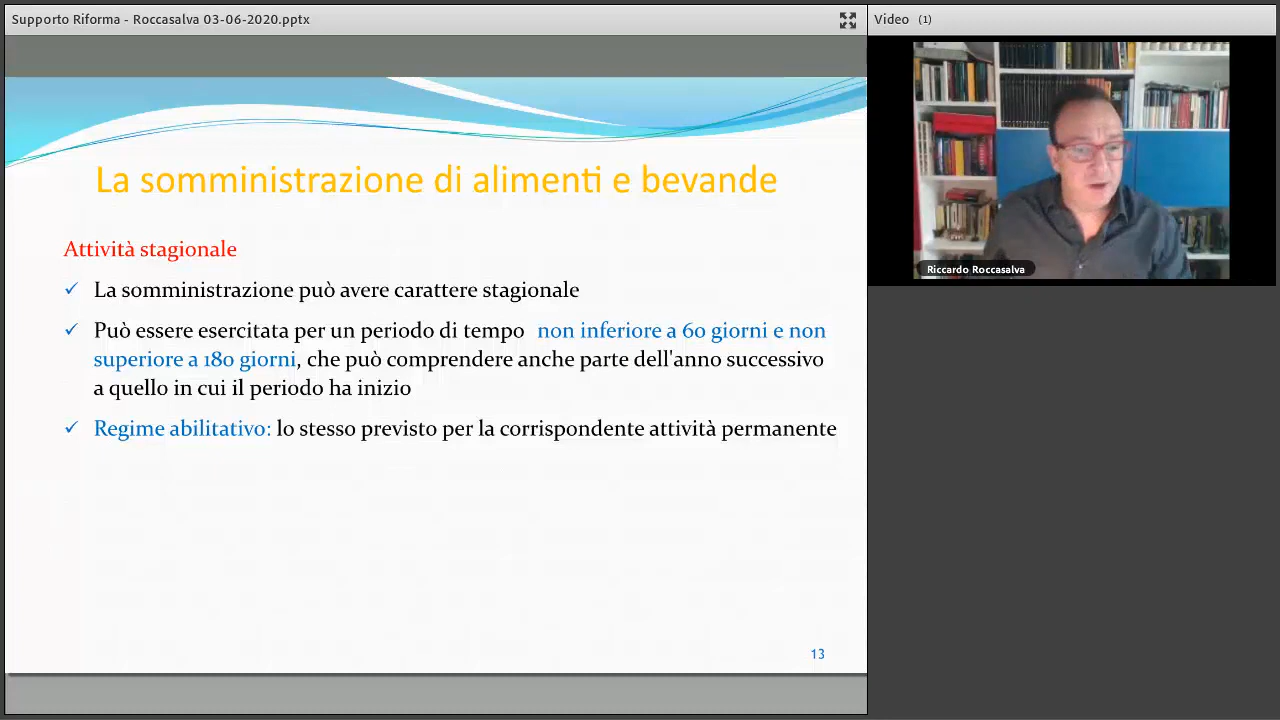 Supporto Riforma - Roccasalva 03-06-2020.pptx
Video (1)
La somministrazione di alimenti e bevande
Attività stagionale
✓ La somministrazione può avere carattere stagionale
✓ Può essere esercitata per un periodo di tempo non inferiore a 60 giorni e non
superiore a 180 giorni, che può comprendere anche parte dell'anno successivo
a quello in cui il periodo ha inizio
✓ Regime abilitativo: lo stesso previsto per la corrispondente attività permanente
13
Riccardo Roccasalva